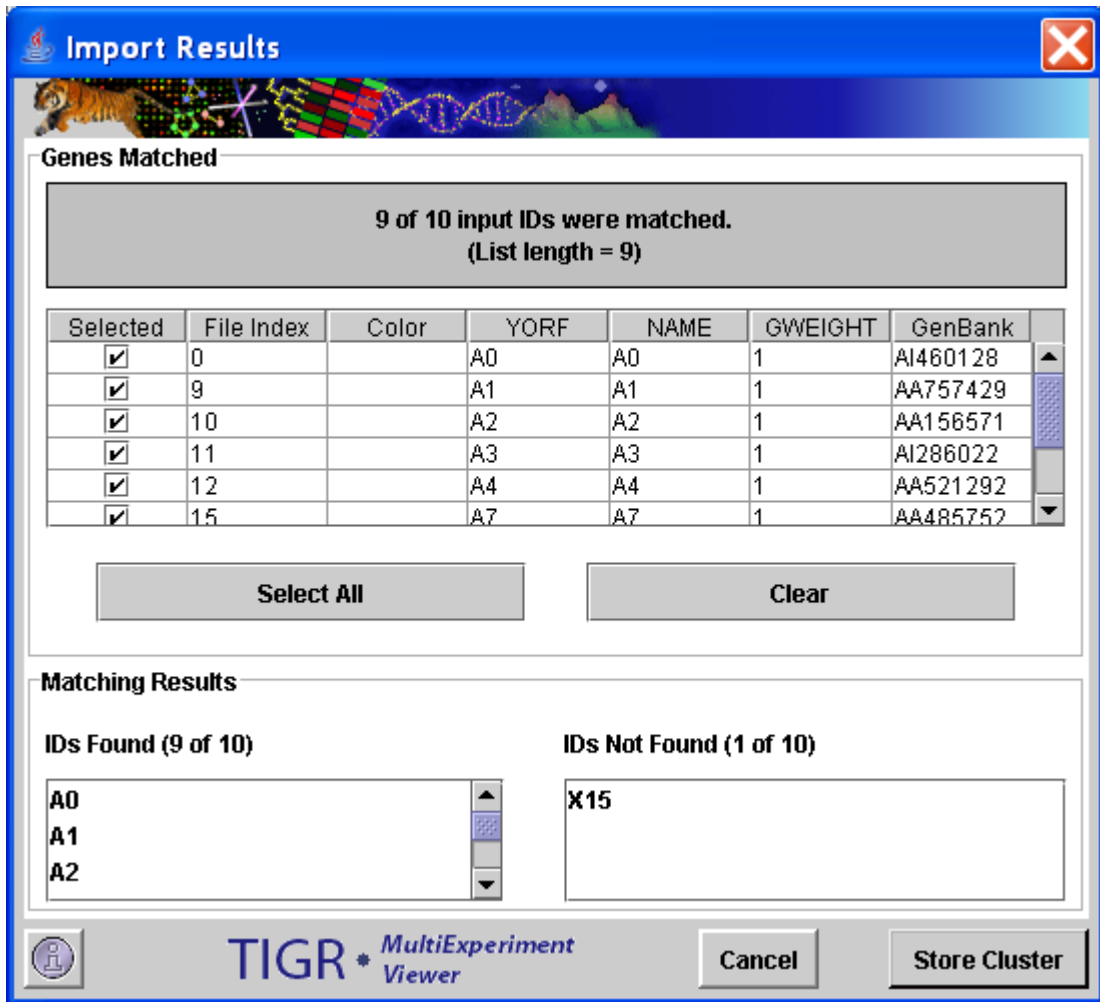 Import Results
Genes Matched
9 of 10 input IDs were matched.
(List length = 9)
Selected File Index Color YORF NAME GWEIGHT GenBank
0 A0 A0 1 AI460128
9 A1 A1 1 AA757429
10 A2 A2 1 AA156571
11 A3 A3 1 AI286022
12 A4 A4 1 AA521292
15 A7 A7 1 AA485752
Select All Clear
Matching Results
IDs Found (9 of 10) IDs Not Found (1 of 10)
A0 X15
A1
A2
TIGR • MultiExperiment
Viewer
Cancel Store Cluster